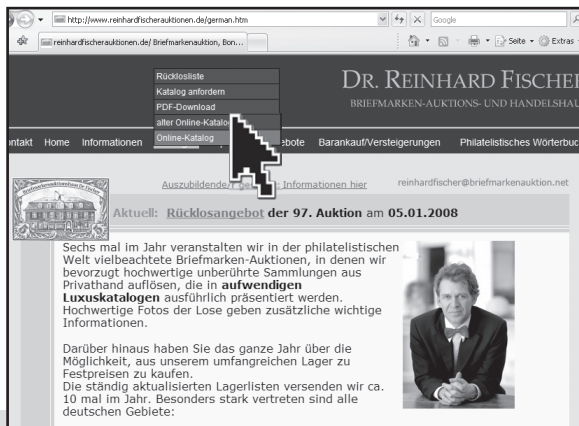 http://www.reinhardfischerauktionen.de/german.htm
Google
reinhardfischerauktionen.de/ Briefmarkenauktion, Bon...
Seite
Extras
Rücklosliste
Katalog anfordern
PDF-Download
alter Online-Katalog
Online-Katalog
DR. REINHARD FISCHER
BRIEFMARKEN-AUKTIONS- UND HANDELSHAU
ontakt Home Informationen ebote Barankauf/Versteigerungen Philatelistisches Wörterbuc
Auszubildende/r Informationen hier
reinhardfischer@briefmarkenauktion.net
Briefmarkenauktionshaus Dr. Fischer
Aktuell: Rücklosangebot der 97. Auktion am 05.01.2008
Sechs mal im Jahr veranstalten wir in der philatelistischen
Welt vielbeachtete Briefmarken-Auktionen, in denen wir
bevorzugt hochwertige unberührte Sammlungen aus
Privathand auflösen, die in aufwendigen
Luxuskatalogen ausführlich präsentiert werden.
Hochwertige Fotos der Lose geben zusätzliche wichtige
Informationen.
Darüber hinaus haben Sie das ganze Jahr über die
Möglichkeit, aus unserem umfangreichen Lager zu
Festpreisen zu kaufen.
Die ständig aktualisierten Lagerlisten versenden wir ca.
10 mal im Jahr. Besonders stark vertreten sind alle
deutschen Gebiete: